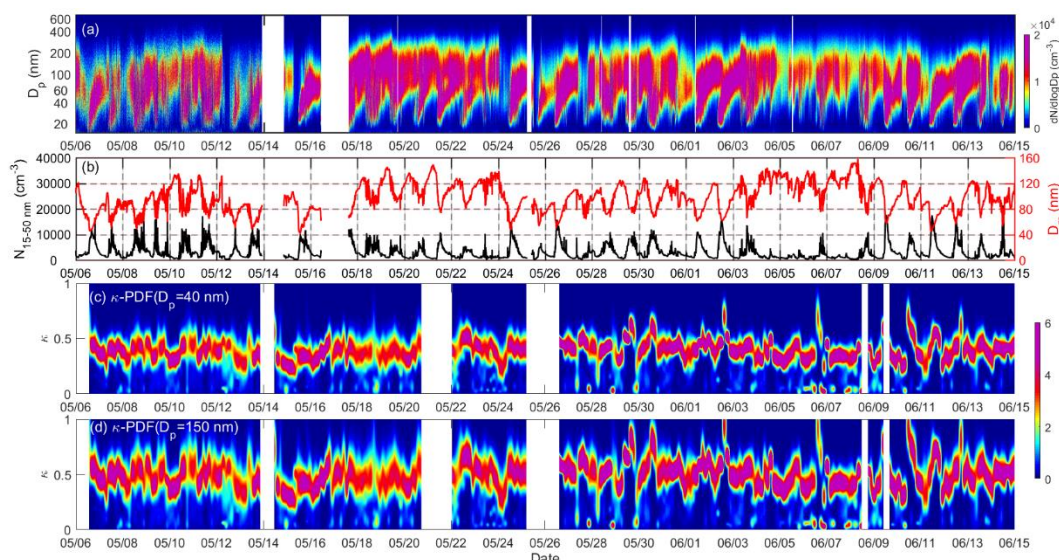 (a)
600
400
200
100
60
40
20
D_p (nm)
×10⁴
2
1
0
dN/dlogDp (cm⁻³)
05/06 05/08 05/10 05/12 05/14 05/16 05/18 05/20 05/22 05/24 05/26 05/28 05/30 06/01 06/03 06/05 06/07 06/09 06/11 06/13 06/15
(b)
40000
30000
20000
10000
0
N_15-50 nm (cm⁻³)
160
120
80
40
0
(nm)
05/06 05/08 05/10 05/12 05/14 05/16 05/18 05/20 05/22 05/24 05/26 05/28 05/30 06/01 06/03 06/05 06/07 06/09 06/11 06/13 06/15
(c) κ-PDF(D_p=40 nm)
1
0.5
0
κ
05/06 05/08 05/10 05/12 05/14 05/16 05/18 05/20 05/22 05/24 05/26 05/28 05/30 06/01 06/03 06/05 06/07 06/09 06/11 06/13 06/15
(d) κ-PDF(D_p=150 nm)
1
0.5
0
κ
6
4
2
0
05/06 05/08 05/10 05/12 05/14 05/16 05/18 05/20 05/22 05/24 05/26 05/28 05/30 06/01 06/03 06/05 06/07 06/09 06/11 06/13 06/15
Date